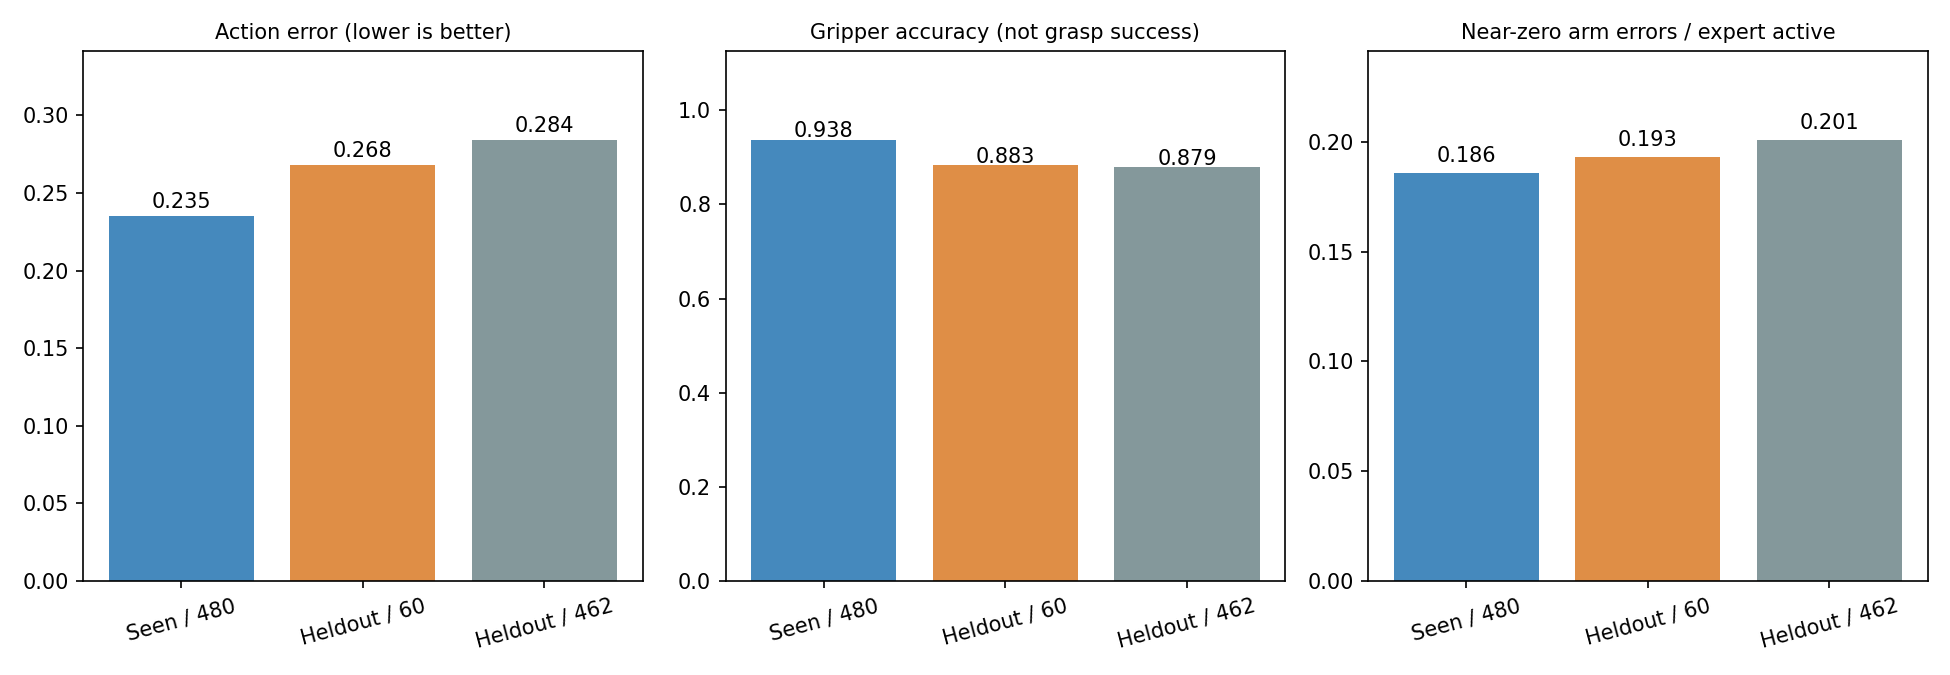 Action error (lower is better)
0.30
0.25
0.20
0.15
0.10
0.05
0.00
0.235
0.268
0.284
Seen / 480
Heldout / 60
Heldout / 462
Gripper accuracy (not grasp success)
1.0
0.8
0.6
0.4
0.2
0.0
0.938
0.883
0.879
Seen / 480
Heldout / 60
Heldout / 462
Near-zero arm errors / expert active
0.20
0.15
0.10
0.05
0.00
0.186
0.193
0.201
Seen / 480
Heldout / 60
Heldout / 462